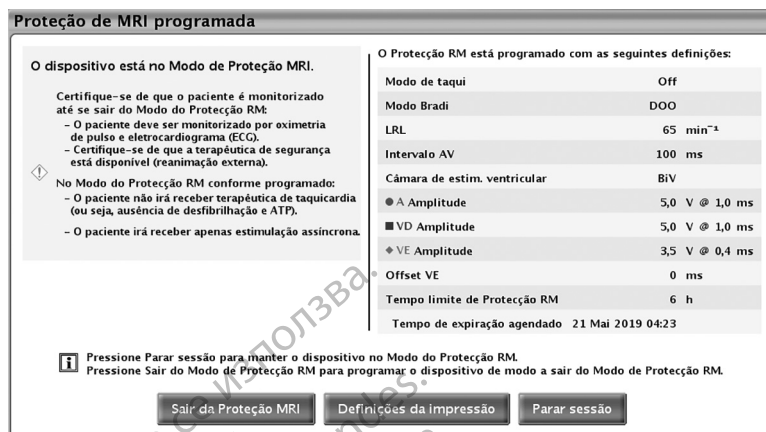 Proteção de MRI programada
O dispositivo está no Modo de Proteção MRI.
Certifique-se de que o paciente é monitorizado
até se sair do Modo do Protecção RM:
– O paciente deve ser monitorizado por oximetria
de pulso e eletrocardiograma (ECG).
– Certifique-se de que a terapêutica de segurança
está disponível (reanimação externa).
No Modo do Protecção RM conforme programado:
– O paciente não irá receber terapêutica de taquicardia
(ou seja, ausência de desfibrilhação e ATP).
– O paciente irá receber apenas estimulação assíncrona.
O Protecção RM está programado com as seguintes definições:
Modo de taqui Off
Modo Bradi DOO
LRL 65 min⁻¹
Intervalo AV 100 ms
Câmara de estim. ventricular BiV
A Amplitude 5,0 V @ 1,0 ms
VD Amplitude 5,0 V @ 1,0 ms
VE Amplitude 3,5 V @ 0,4 ms
Offset VE 0 ms
Tempo limite de Protecção RM 6 h
Tempo de expiração agendado 21 Mai 2019 04:23
Pressione Parar sessão para manter o dispositivo no Modo do Protecção RM.
Pressione Sair do Modo de Protecção RM para programar o dispositivo de modo a sair do Modo de Protecção RM.
Sair da Proteção MRI
Definições da impressão
Parar sessão
се използва.